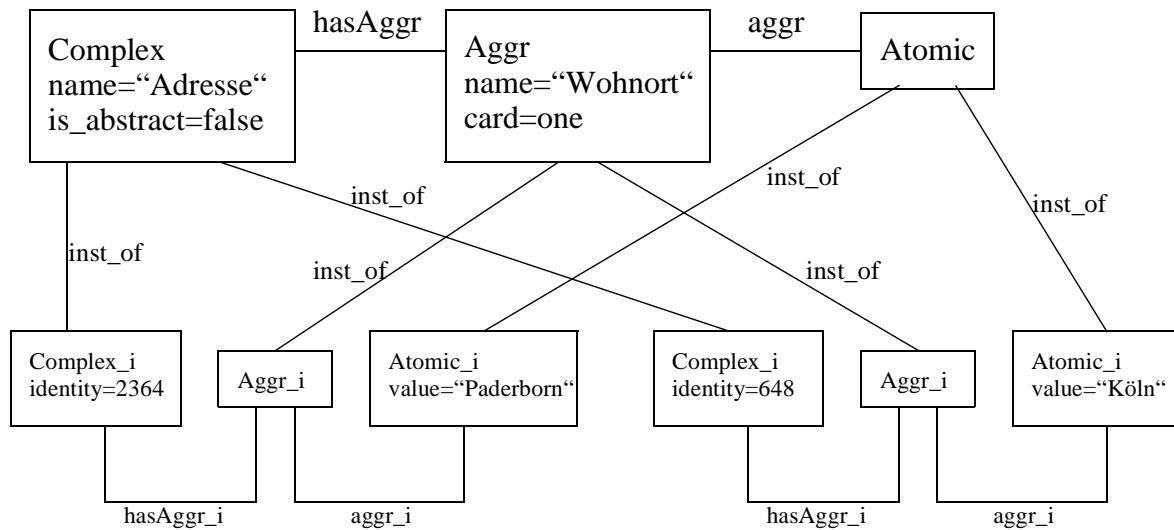 hasAggr
aggr
Complex
name=“Adresse“
is_abstract=false
Aggr
name=“Wohnort“
card=one
Atomic
inst_of
inst_of
inst_of
inst_of
inst_of
inst_of
Complex_i
identity=2364
Aggr_i
Atomic_i
value=“Paderborn“
Complex_i
identity=648
Aggr_i
Atomic_i
value=“Köln“
hasAggr_i
aggr_i
hasAggr_i
aggr_i